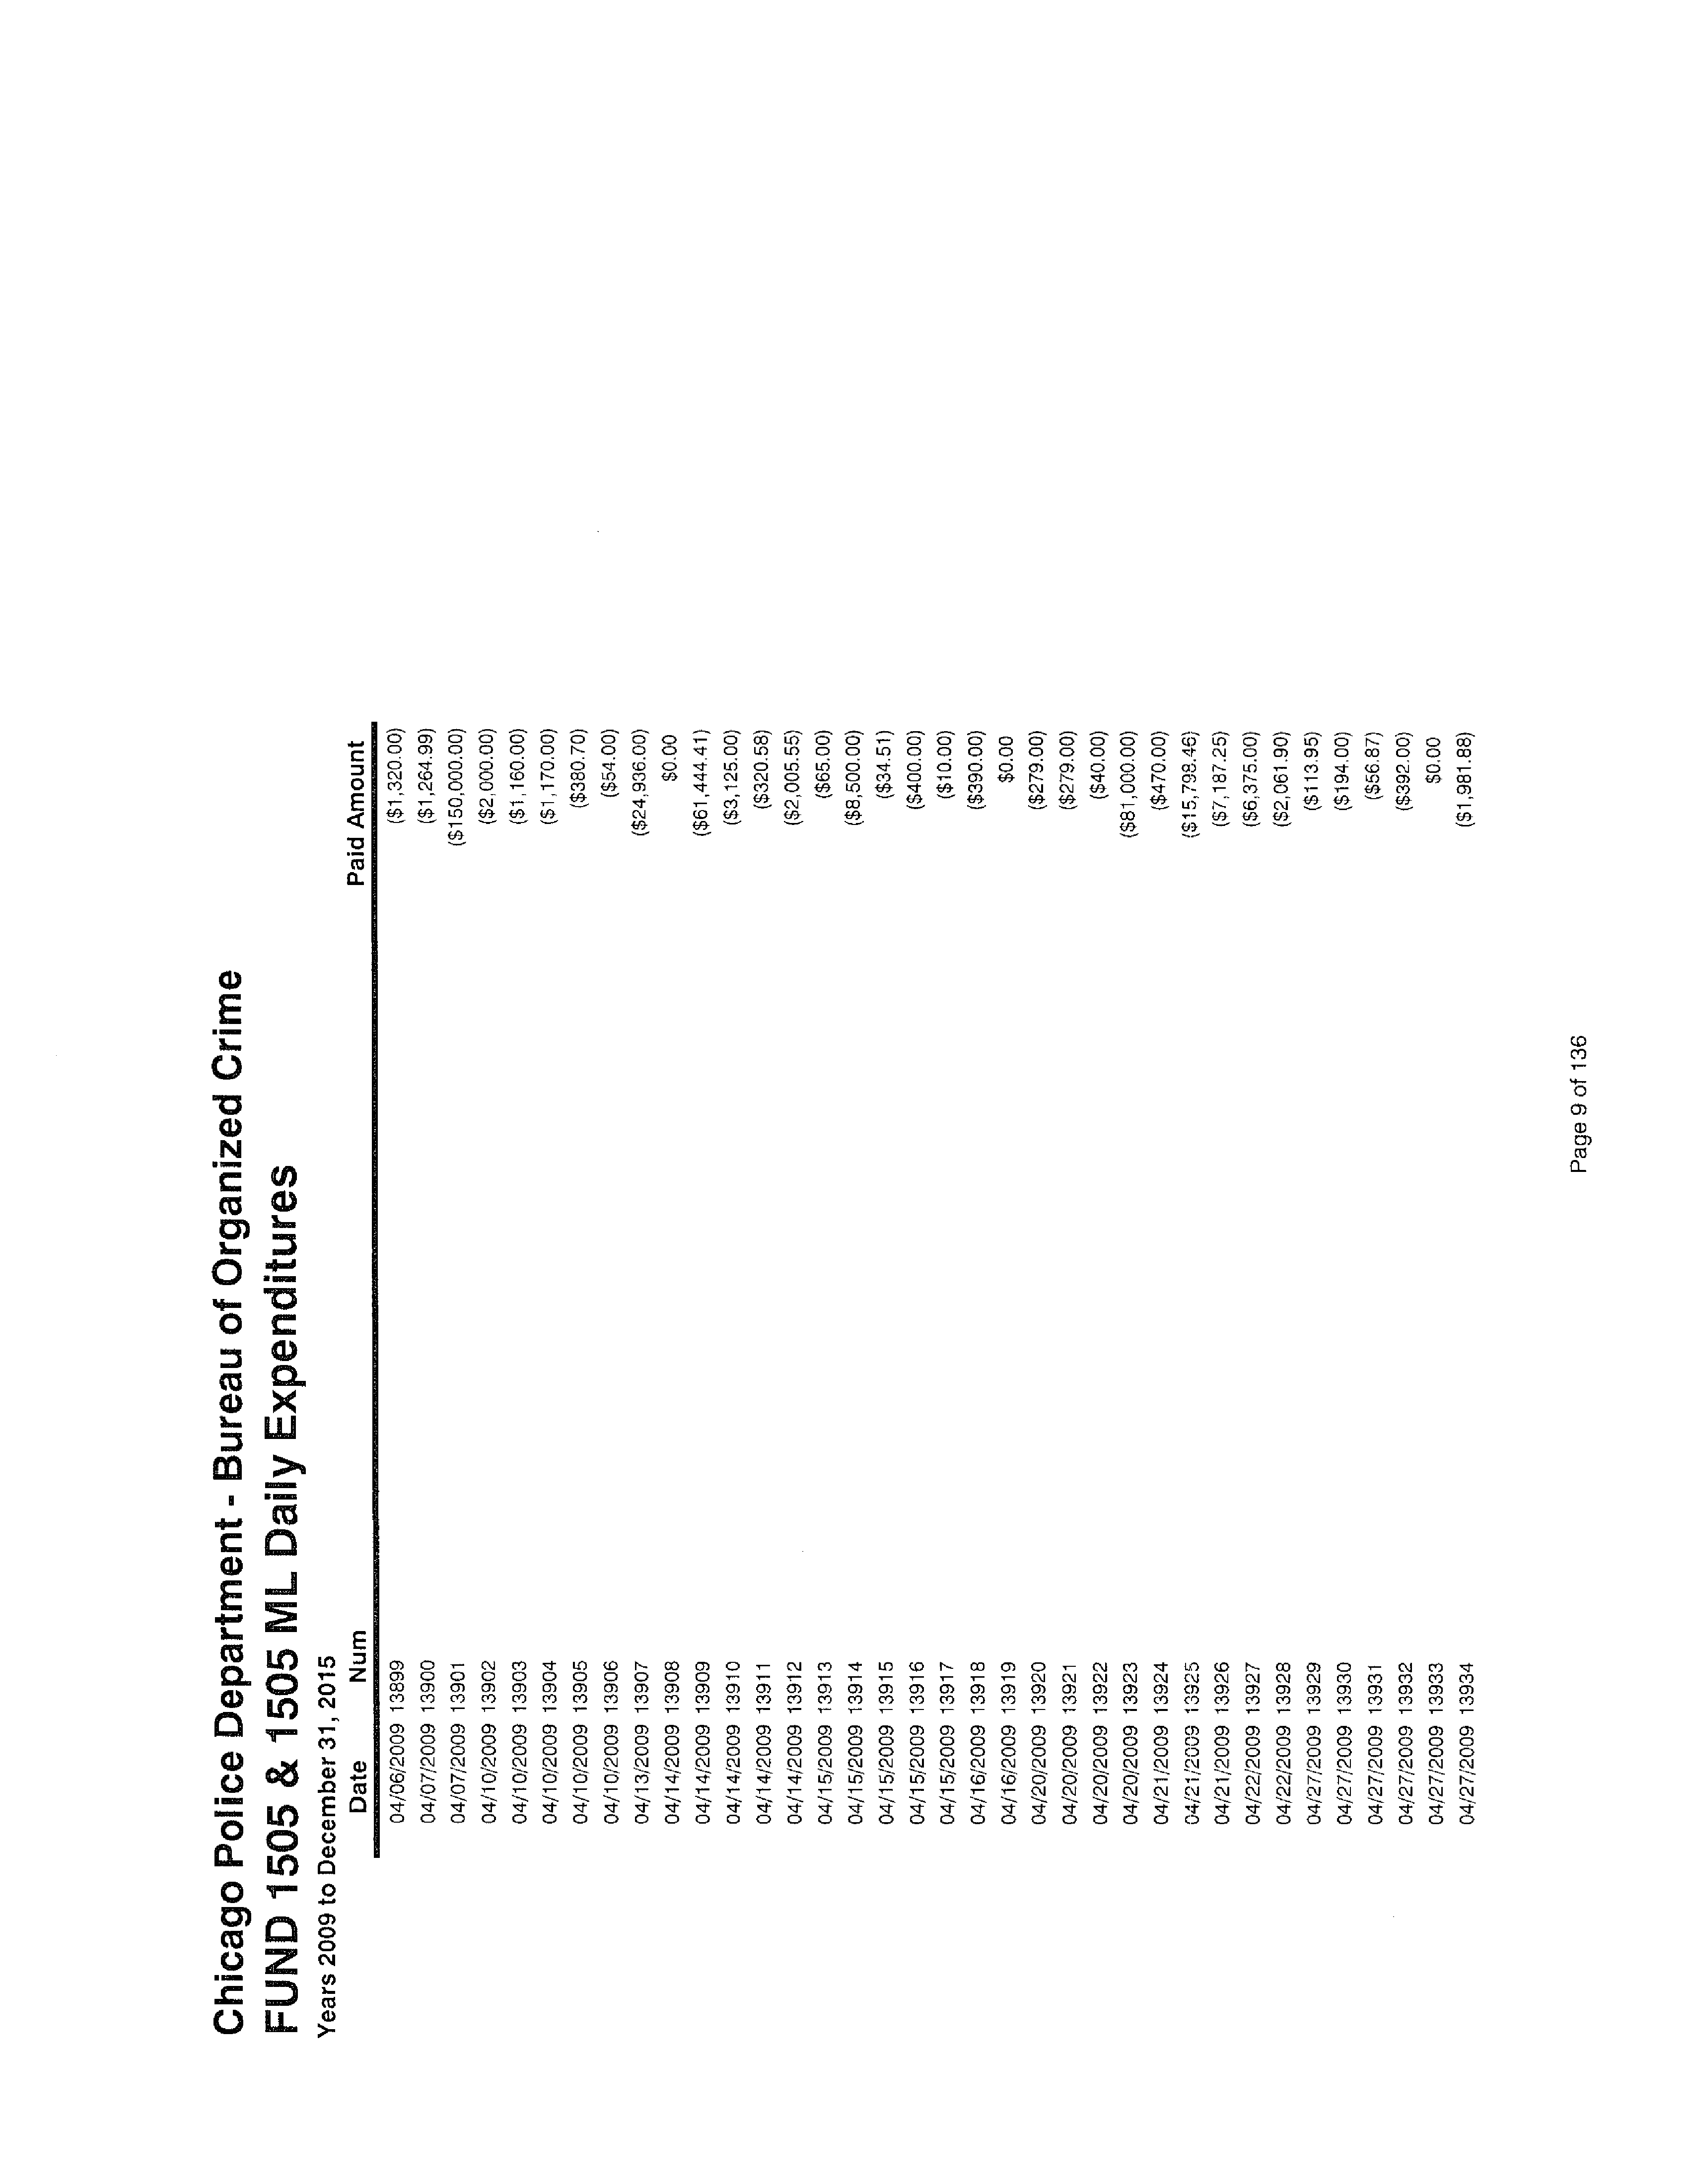 Chicago Police Department - Bureau of Organized Crime
FUND 1505 & 1505 ML Daily Expenditures
Years 2009 to December 31, 2015
Date Num Paid Amount
04/06/2009 13899 ($1,320.00)
04/07/2009 13900 ($1,264.99)
04/07/2009 13901 ($150,000.00)
04/10/2009 13902 ($2,000.00)
04/10/2009 13903 ($1,160.00)
04/10/2009 13904 ($1,170.00)
04/10/2009 13905 ($380.70)
04/10/2009 13906 ($54.00)
04/13/2009 13907 ($24,936.00)
04/14/2009 13908 $0.00
04/14/2009 13909 ($61,444.41)
04/14/2009 13910 ($3,125.00)
04/14/2009 13911 ($320.58)
04/14/2009 13912 ($2,005.55)
04/15/2009 13913 ($65.00)
04/15/2009 13914 ($8,500.00)
04/15/2009 13915 ($34.51)
04/15/2009 13916 ($400.00)
04/15/2009 13917 ($10.00)
04/16/2009 13918 ($390.00)
04/16/2009 13919 $0.00
04/20/2009 13920 ($279.00)
04/20/2009 13921 ($279.00)
04/20/2009 13922 ($40.00)
04/20/2009 13923 ($81,000.00)
04/21/2009 13924 ($470.00)
04/21/2009 13925 ($15,798.46)
04/21/2009 13926 ($7,187.25)
04/22/2009 13927 ($6,375.00)
04/22/2009 13928 ($2,061.90)
04/27/2009 13929 ($113.95)
04/27/2009 13930 ($194.00)
04/27/2009 13931 ($56.87)
04/27/2009 13932 ($392.00)
04/27/2009 13933 $0.00
04/27/2009 13934 ($1,981.88)
Page 9 of 136